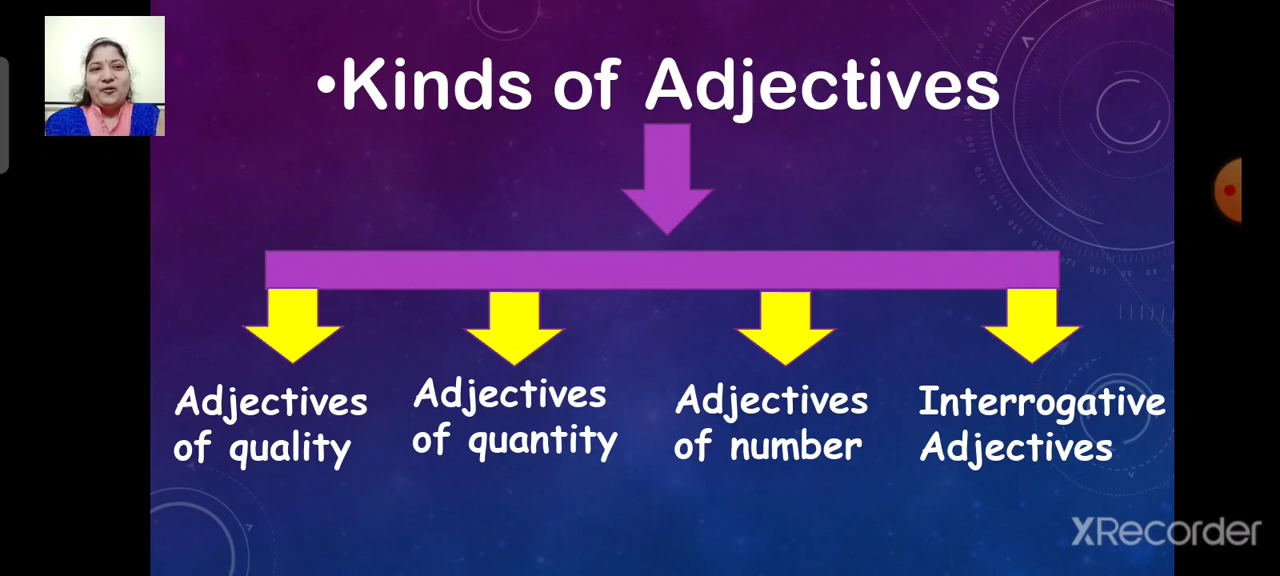 •Kinds of Adjectives
Adjectives
of quality
Adjectives
of quantity
Adjectives
of number
Interrogative
Adjectives
XRecorder